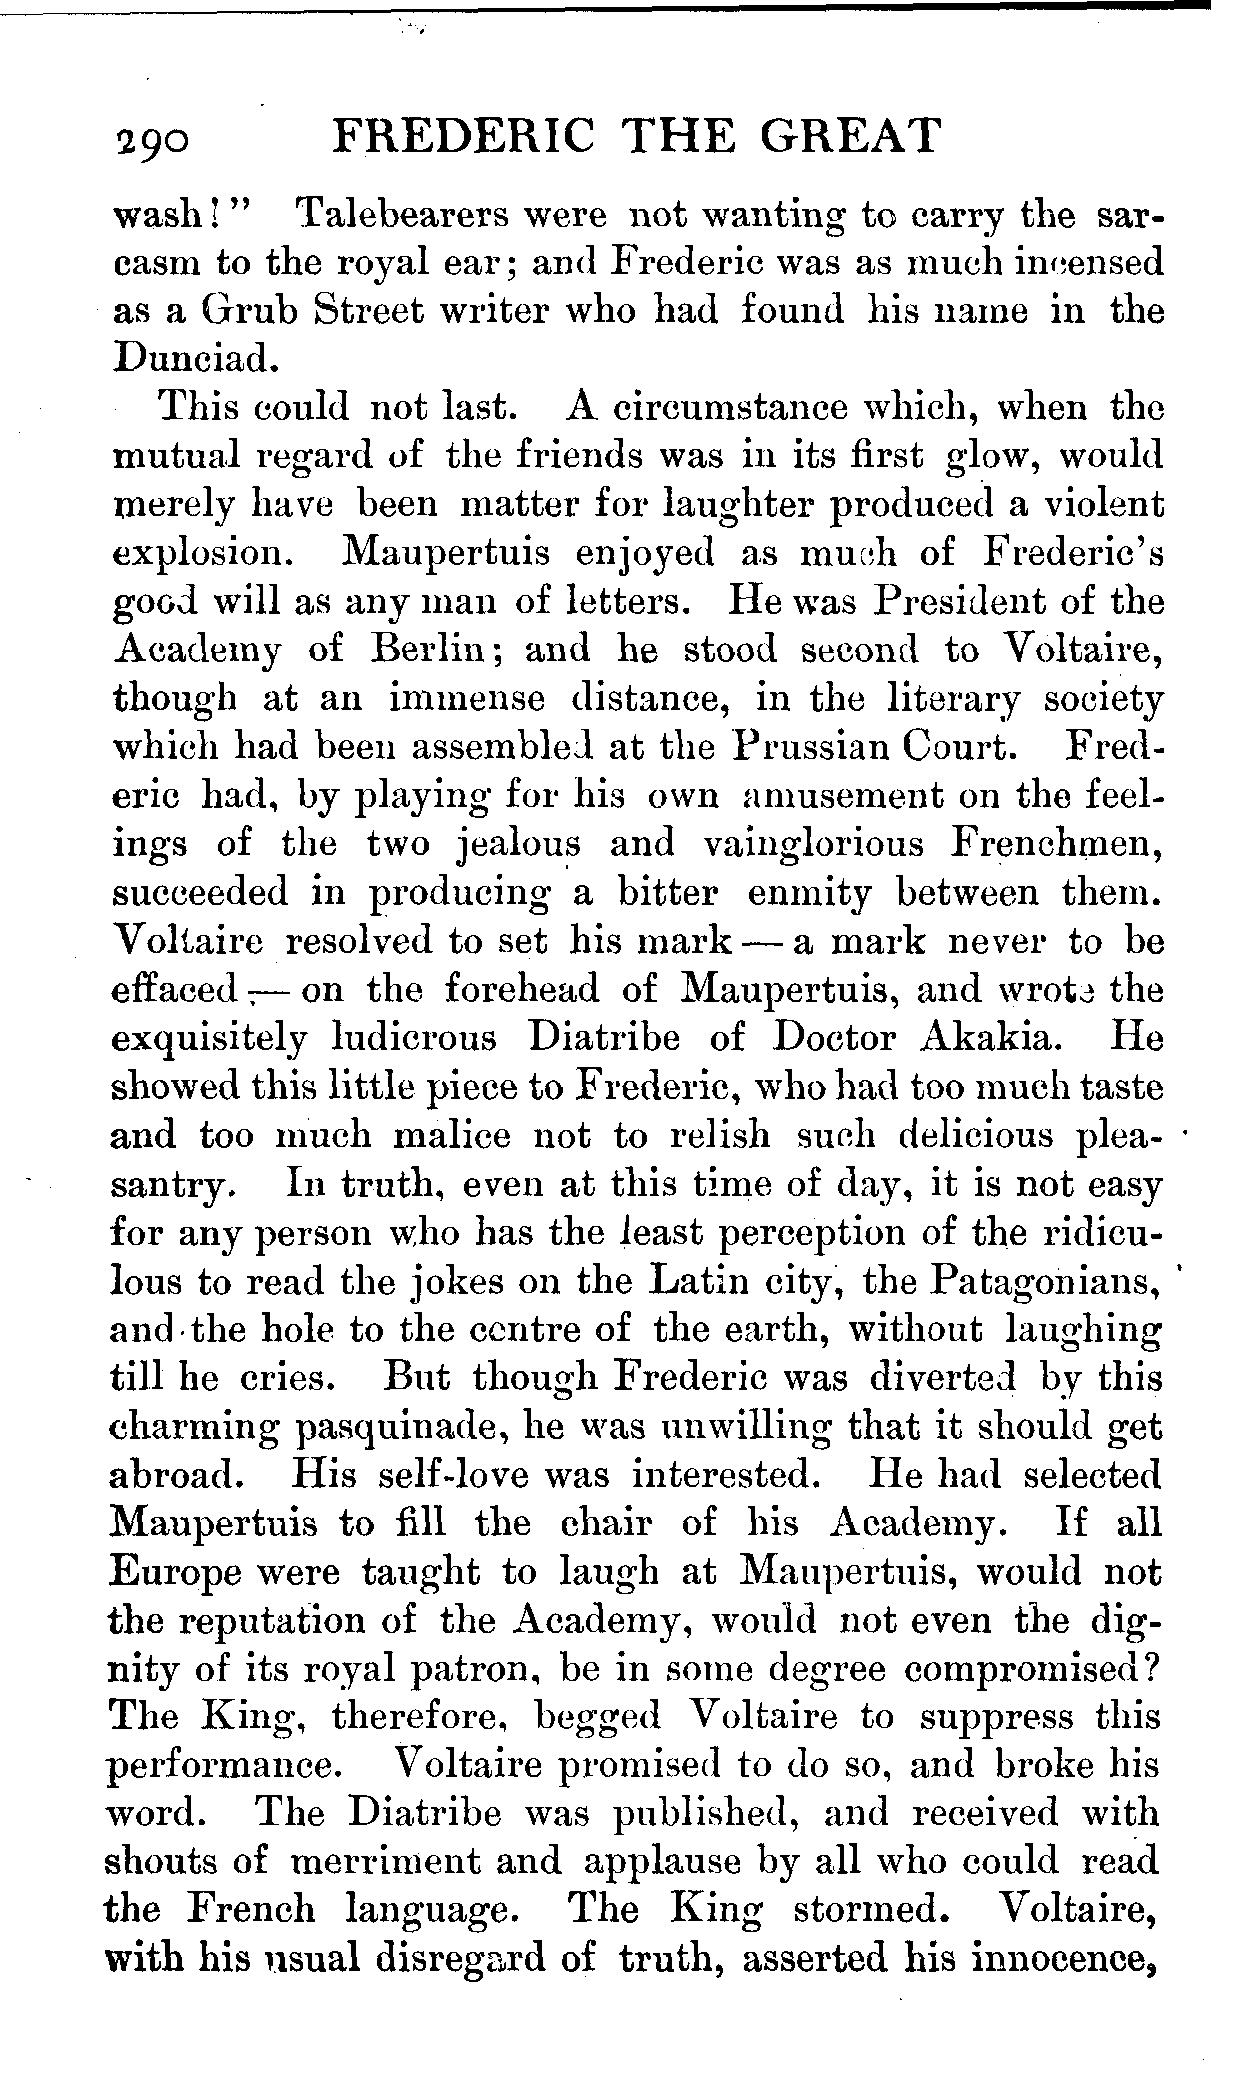 290 FREDERIC THE GREAT
wash!" Talebearers were not wanting to carry the sar-
casm to the royal ear; and Frederic was as much incensed
as a Grub Street writer who had found his name in the
Dunciad.
This could not last. A circumstance which, when the
mutual regard of the friends was in its first glow, would
merely have been matter for laughter produced a violent
explosion. Maupertuis enjoyed as much of Frederic's
good will as any man of letters. He was President of the
Academy of Berlin; and he stood second to Voltaire,
though at an immense distance, in the literary society
which had been assembled at the Prussian Court. Fred-
eric had, by playing for his own amusement on the feel-
ings of the two jealous and vainglorious Frenchmen,
succeeded in producing a bitter enmity between them.
Voltaire resolved to set his mark — a mark never to be
effaced — on the forehead of Maupertuis, and wrote the
exquisitely ludicrous Diatribe of Doctor Akakia. He
showed this little piece to Frederic, who had too much taste
and too much malice not to relish such delicious plea-
santry. In truth, even at this time of day, it is not easy
for any person who has the least perception of the ridicu-
lous to read the jokes on the Latin city, the Patagonians,
and the hole to the centre of the earth, without laughing
till he cries. But though Frederic was diverted by this
charming pasquinade, he was unwilling that it should get
abroad. His self-love was interested. He had selected
Maupertuis to fill the chair of his Academy. If all
Europe were taught to laugh at Maupertuis, would not
the reputation of the Academy, would not even the dig-
nity of its royal patron, be in some degree compromised?
The King, therefore, begged Voltaire to suppress this
performance. Voltaire promised to do so, and broke his
word. The Diatribe was published, and received with
shouts of merriment and applause by all who could read
the French language. The King stormed. Voltaire,
with his usual disregard of truth, asserted his innocence,